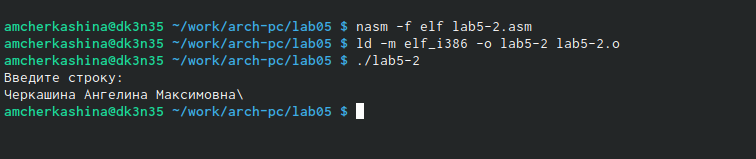 amcherkashina@dk3n35 ~/work/arch-pc/lab05 $ nasm -f elf lab5-2.asm
amcherkashina@dk3n35 ~/work/arch-pc/lab05 $ ld -m elf_i386 -o lab5-2 lab5-2.o
amcherkashina@dk3n35 ~/work/arch-pc/lab05 $ ./lab5-2
Введите строку:
Черкашина Ангелина Максимовна\
amcherkashina@dk3n35 ~/work/arch-pc/lab05 $